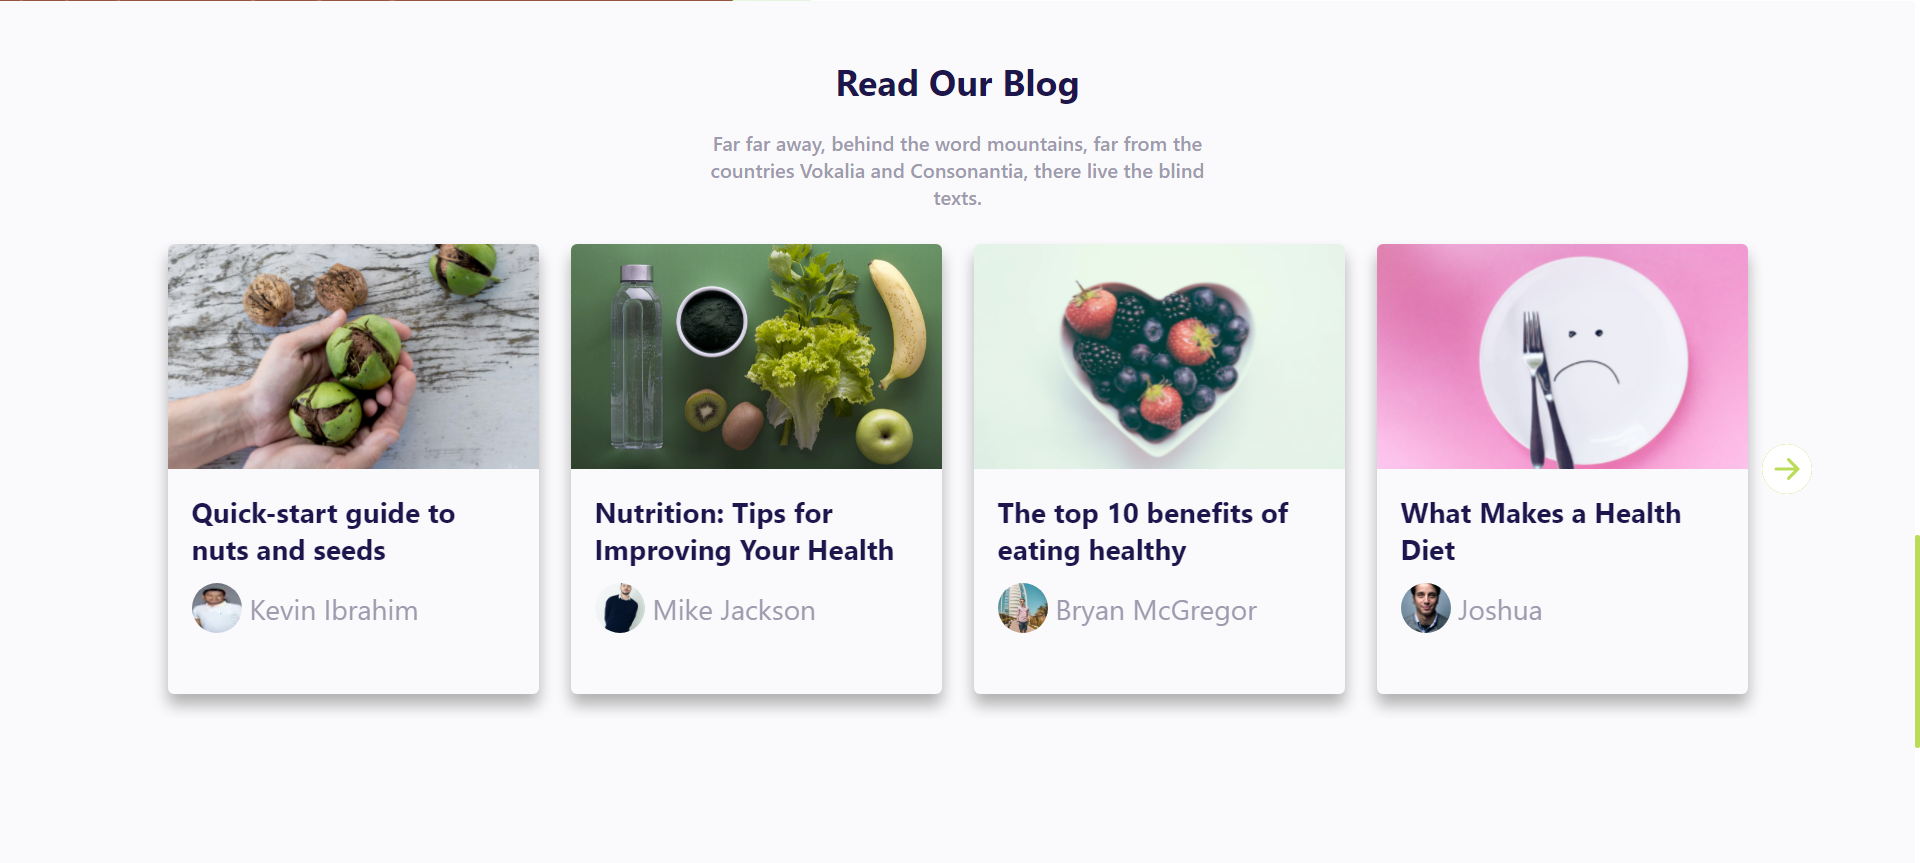 Read Our Blog
Far far away, behind the word mountains, far from the
countries Vokalia and Consonantia, there live the blind
texts.
Quick-start guide to
nuts and seeds
Kevin Ibrahim
Nutrition: Tips for
Improving Your Health
Mike Jackson
The top 10 benefits of
eating healthy
Bryan McGregor
What Makes a Health
Diet
Joshua